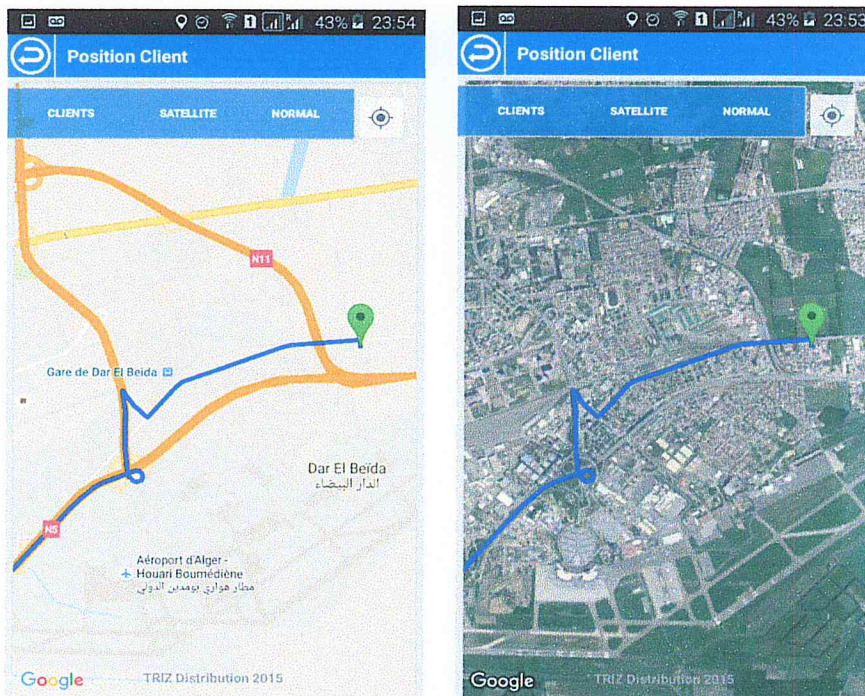 43% 23:54
Position Client
CLIENTS SATELLITE NORMAL
N11
Gare de Dar El Beida
Dar El Beïda
الدار البيضاء
N5
Aéroport d'Alger -
Houari Boumédiène
مطار هواري بومدين الدولي
Google
TRIZ Distribution 2015
43% 23:53
Position Client
CLIENTS SATELLITE NORMAL
Google
TRIZ Distribution 2015